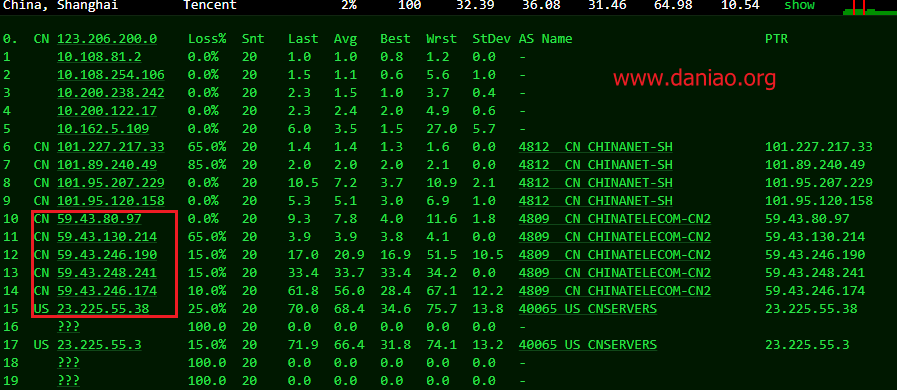 China, Shanghai Tencent 2% 100 32.39 36.08 31.46 64.98 10.54 show
0. CN 123.206.200.0 Loss% Snt Last Avg Best Wrst StDev AS Name PTR
1 10.108.81.2 0.0% 20 1.0 1.0 0.8 1.2 0.0 -
2 10.108.254.106 0.0% 20 1.5 1.1 0.6 5.6 1.0 -
3 10.200.238.242 0.0% 20 2.3 1.5 1.0 3.7 0.4 -
4 10.200.122.17 0.0% 20 2.3 2.4 2.0 4.9 0.6 -
5 10.162.5.109 0.0% 20 6.0 3.5 1.5 27.0 5.7 -
www.daniao.org
6 CN 101.227.217.33 65.0% 20 1.4 1.4 1.3 1.6 0.0 4812 CN CHINANET-SH 101.227.217.33
7 CN 101.89.240.49 85.0% 20 2.0 2.0 2.0 2.1 0.0 4812 CN CHINANET-SH 101.89.240.49
8 CN 101.95.207.229 0.0% 20 10.5 7.2 3.7 10.9 2.1 4812 CN CHINANET-SH 101.95.207.229
9 CN 101.95.120.158 0.0% 20 5.3 5.1 3.0 6.9 1.0 4812 CN CHINANET-SH 101.95.120.158
10 CN 59.43.80.97 0.0% 20 9.3 7.8 4.0 11.6 1.8 4809 CN CHINATELECOM-CN2 59.43.80.97
11 CN 59.43.130.214 65.0% 20 3.9 3.9 3.8 4.1 0.0 4809 CN CHINATELECOM-CN2 59.43.130.214
12 CN 59.43.246.190 15.0% 20 17.0 20.9 16.9 51.5 10.5 4809 CN CHINATELECOM-CN2 59.43.246.190
13 CN 59.43.248.241 15.0% 20 33.4 33.7 33.4 34.2 0.0 4809 CN CHINATELECOM-CN2 59.43.248.241
14 CN 59.43.246.174 10.0% 20 61.8 56.0 28.4 67.1 12.2 4809 CN CHINATELECOM-CN2 59.43.246.174
15 US 23.225.55.38 25.0% 20 70.0 68.4 34.6 75.7 13.8 40065 US CNSERVERS 23.225.55.38
16 ??? 100.0 20 0.0 0.0 0.0 0.0 0.0
17 US 23.225.55.3 15.0% 20 71.9 66.4 31.8 74.1 13.2 40065 US CNSERVERS 23.225.55.3
18 ??? 100.0 20 0.0 0.0 0.0 0.0 0.0
19 ??? 100.0 20 0.0 0.0 0.0 0.0 0.0